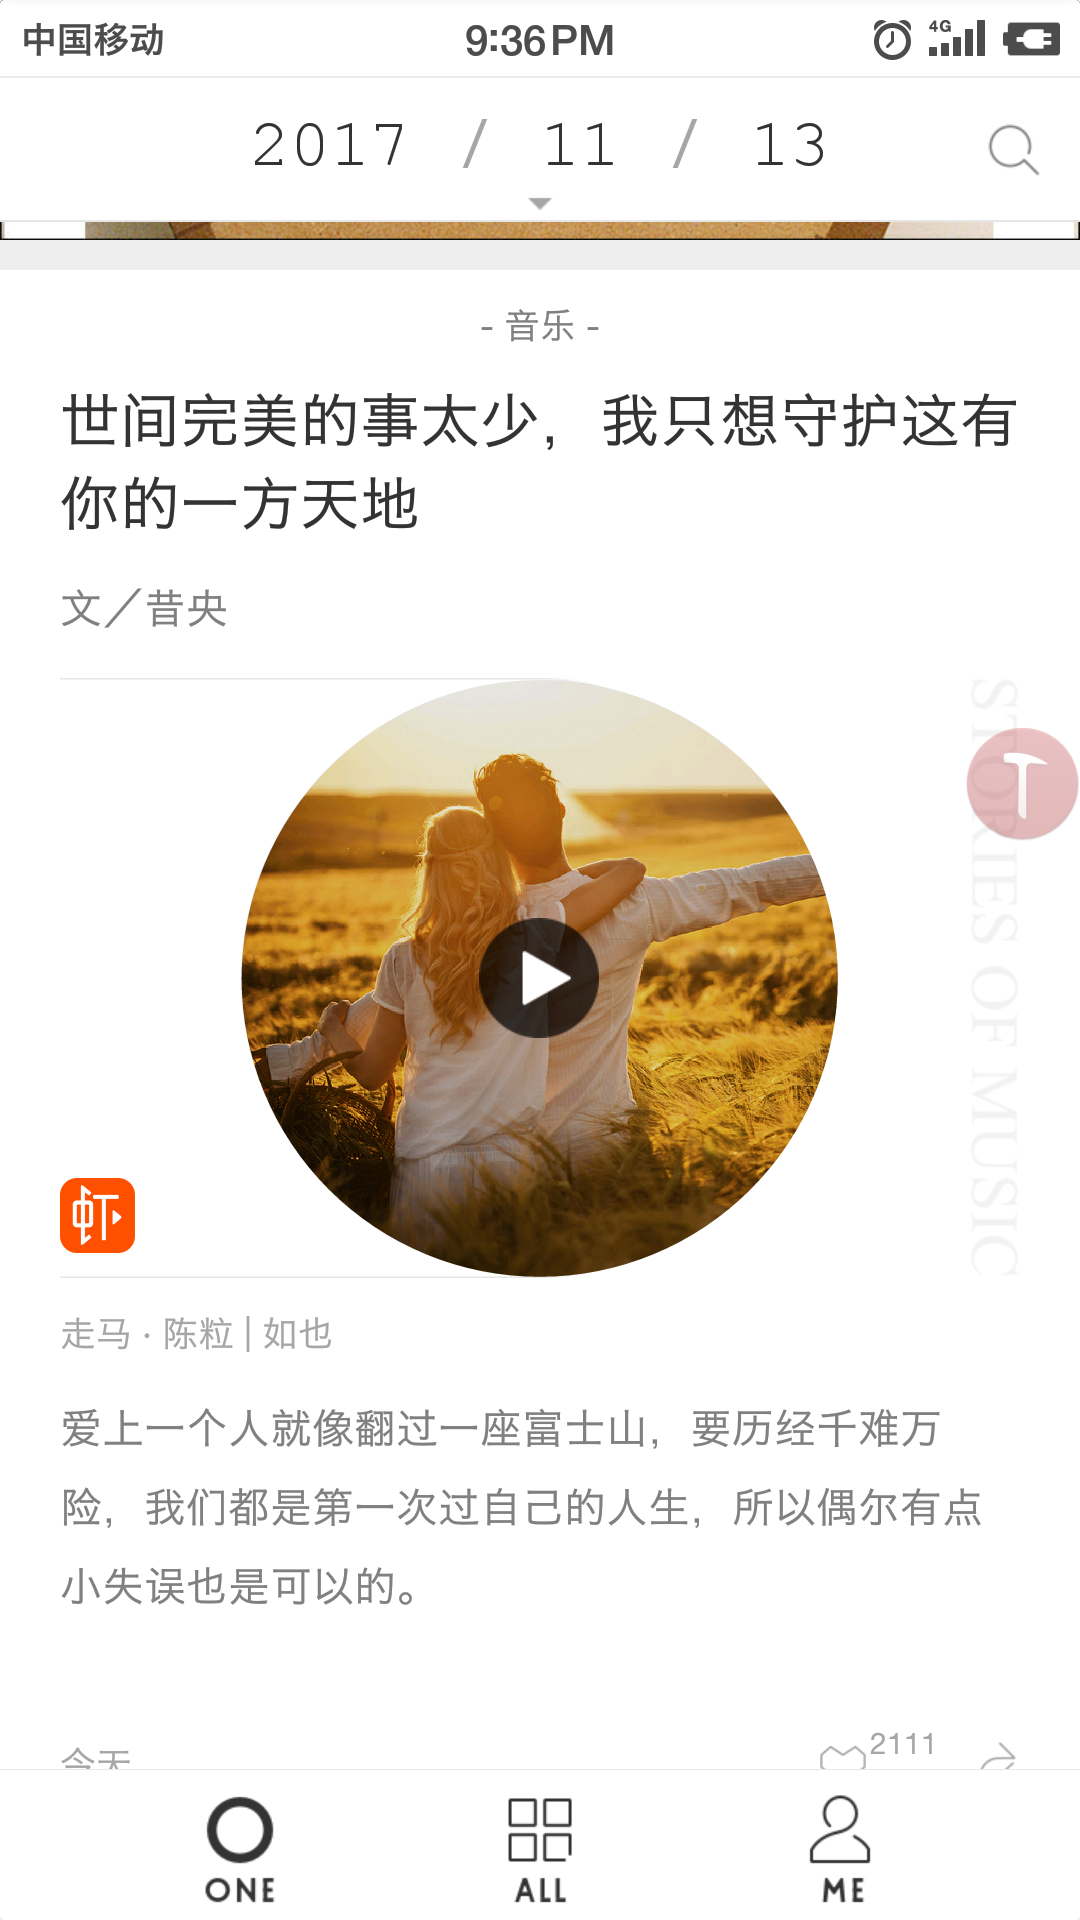 中国移动
9:36 PM
4G
2017 / 11 / 13
- 音乐 -
世间完美的事太少，我只想守护这有
你的一方天地
文／昔央
STORIES OF MUSIC
虾
走马 · 陈粒 | 如也
爱上一个人就像翻过一座富士山，要历经千难万
险，我们都是第一次过自己的人生，所以偶尔有点
小失误也是可以的。
今天
2111
ONE
ALL
ME